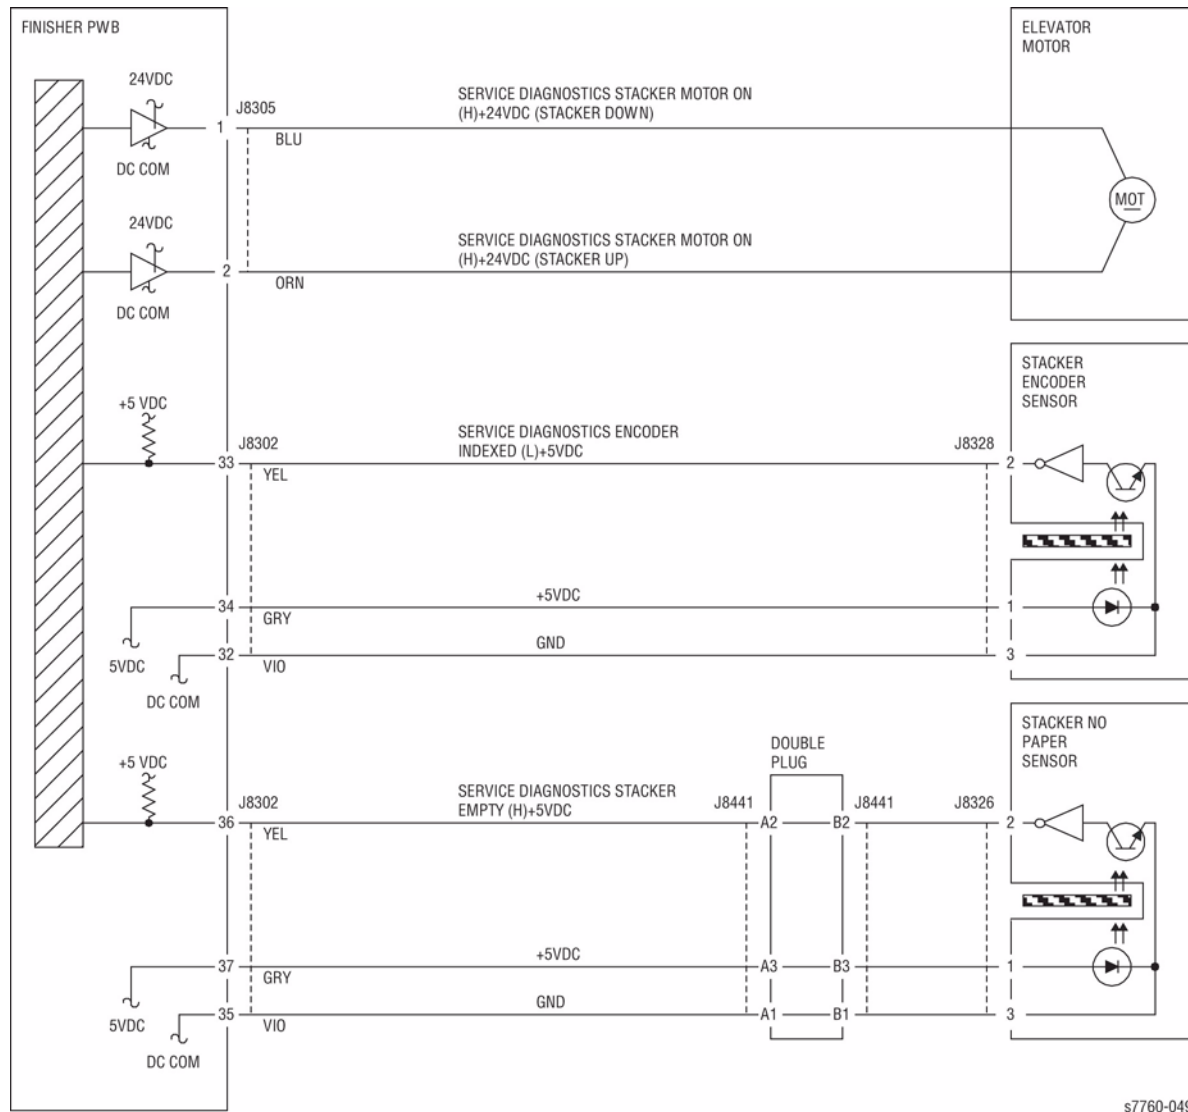 FINISHER PWB
ELEVATOR
MOTOR
24VDC
J8305
SERVICE DIAGNOSTICS STACKER MOTOR ON
(H)+24VDC (STACKER DOWN)
1
BLU
DC COM
MOT
24VDC
SERVICE DIAGNOSTICS STACKER MOTOR ON
(H)+24VDC (STACKER UP)
2
ORN
DC COM
STACKER
ENCODER
SENSOR
+5 VDC
J8302
SERVICE DIAGNOSTICS ENCODER
INDEXED (L)+5VDC
J8328
33
YEL
2
34
GRY
+5VDC
1
5VDC
32
VIO
GND
3
DC COM
STACKER NO
PAPER
SENSOR
DOUBLE
PLUG
+5 VDC
J8302
SERVICE DIAGNOSTICS STACKER
EMPTY (H)+5VDC
J8441
J8441
J8326
36
YEL
A2
B2
2
37
GRY
+5VDC
A3
B3
1
5VDC
35
VIO
GND
A1
B1
3
DC COM
s7760-049